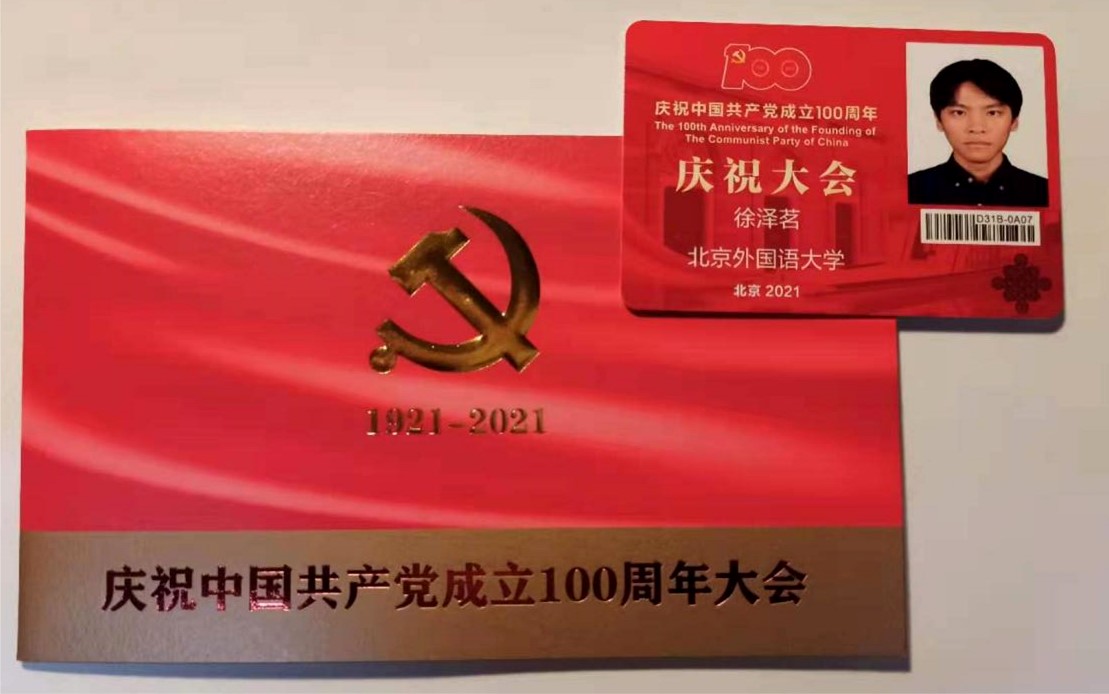 100
庆祝中国共产党成立100周年
The 100th Anniversary of the Founding of
The Communist Party of China
庆祝大会
徐泽茗
北京外国语大学
北京 2021
D31B-0A07
1921-2021
庆祝中国共产党成立100周年大会